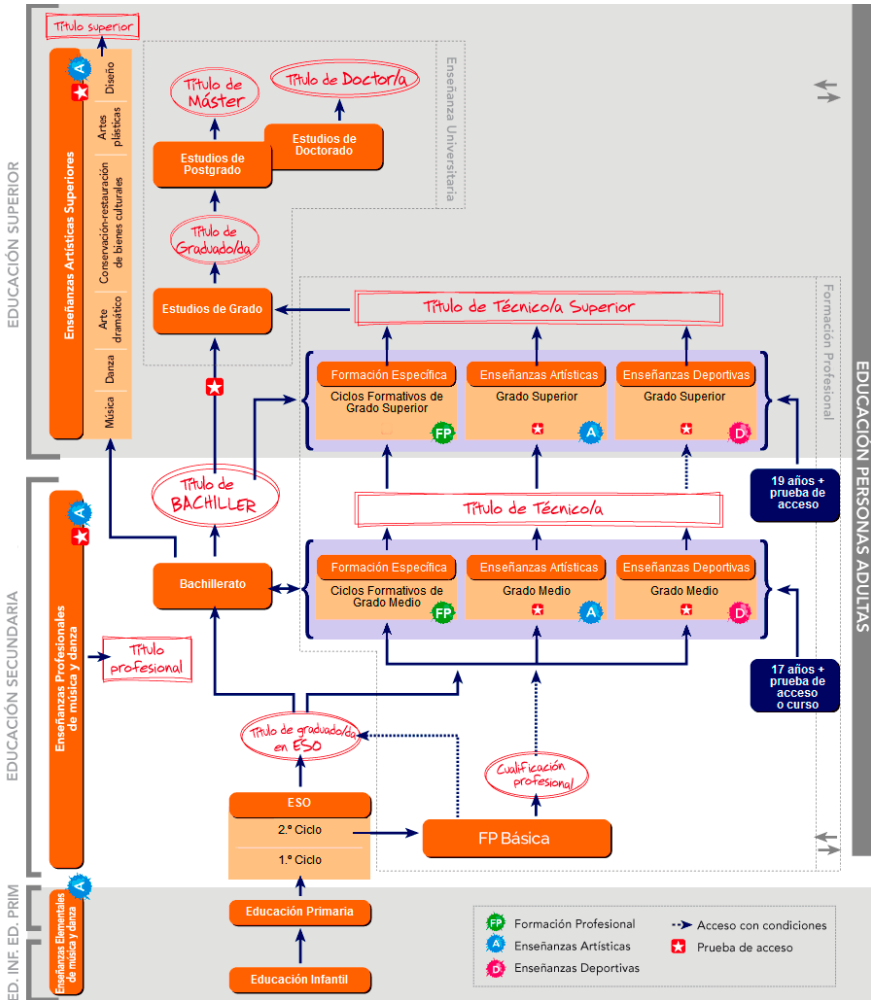 Título superior
EDUCACIÓN SUPERIOR
Enseñanzas Artísticas Superiores
A
Diseño
Artes
plásticas
Conservación-restauración
de bienes culturales
Arte
dramático
Danza
Música
Enseñanza Universitaria
Título de
Máster
Título de Doctor/a
Estudios de
Postgrado
Estudios de
Doctorado
Título de
Graduado/da
Estudios de Grado
Formación Profesional
Título de Técnico/a Superior
Formación Específica
Ciclos Formativos de
Grado Superior
FP
Enseñanzas Artísticas
Grado Superior
A
Enseñanzas Deportivas
Grado Superior
D
19 años +
prueba de
acceso
EDUCACIÓN PERSONAS ADULTAS
EDUCACIÓN SECUNDARIA
Enseñanzas Profesionales
de música y danza
A
Título
profesional
Título de
BACHILLER
Bachillerato
Título de Técnico/a
Formación Específica
Ciclos Formativos de
Grado Medio
FP
Enseñanzas Artísticas
Grado Medio
A
Enseñanzas Deportivas
Grado Medio
D
17 años +
prueba de
acceso
o curso
Título de graduado/da
en ESO
Cualificación
profesional
ESO
2.º Ciclo
1.º Ciclo
FP Básica
ED. PRIM
ED. INF.
Enseñanzas Elementales
de música y danza
A
Educación Primaria
Educación Infantil
FP Formación Profesional
A Enseñanzas Artísticas
D Enseñanzas Deportivas
Acceso con condiciones
Prueba de acceso